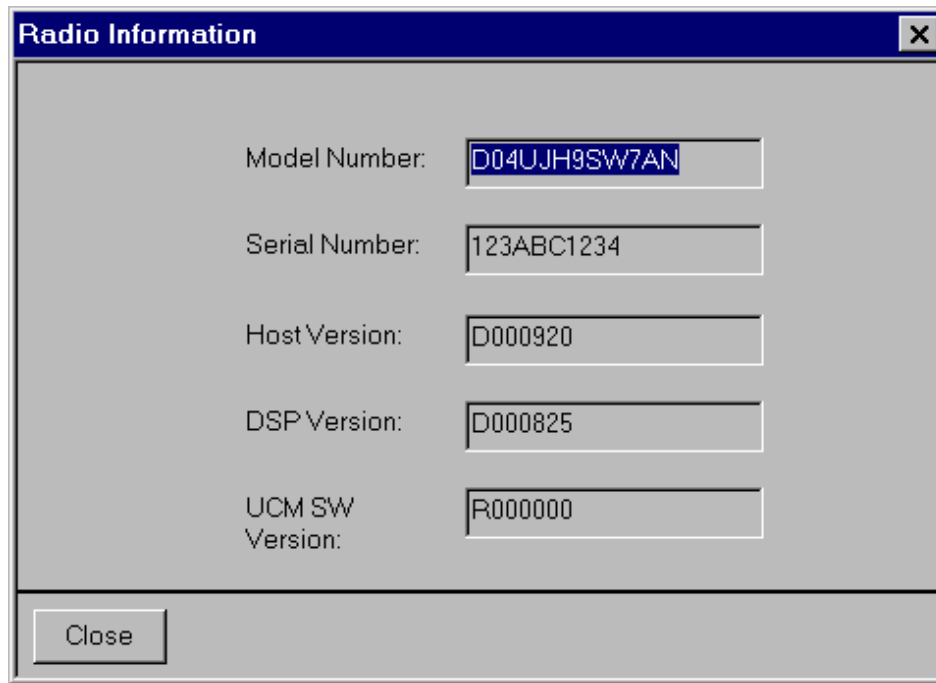 Radio Information
Model Number: D04UJH9SW7AN
Serial Number: 123ABC1234
Host Version: D000920
DSP Version: D000825
UCM SW R000000
Version:
Close